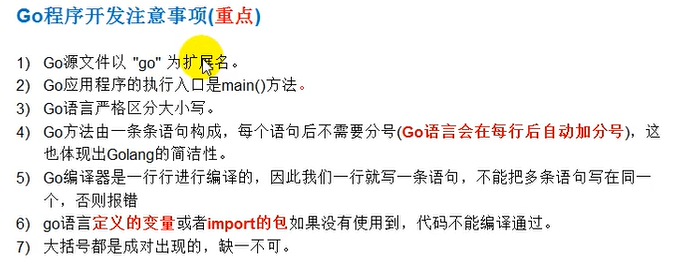 Go程序开发注意事项(重点)
1) Go源文件以 "go" 为扩展名。
2) Go应用程序的执行入口是main()方法。
3) Go语言严格区分大小写。
4) Go方法由一条条语句构成，每个语句后不需要分号(Go语言会在每行后自动加分号)，这
也体现出Golang的简洁性。
5) Go编译器是一行行进行编译的，因此我们一行就写一条语句，不能把多条语句写在同一
个，否则报错
6) go语言定义的变量或者import的包如果没有使用到，代码不能编译通过。
7) 大括号都是成对出现的，缺一不可。